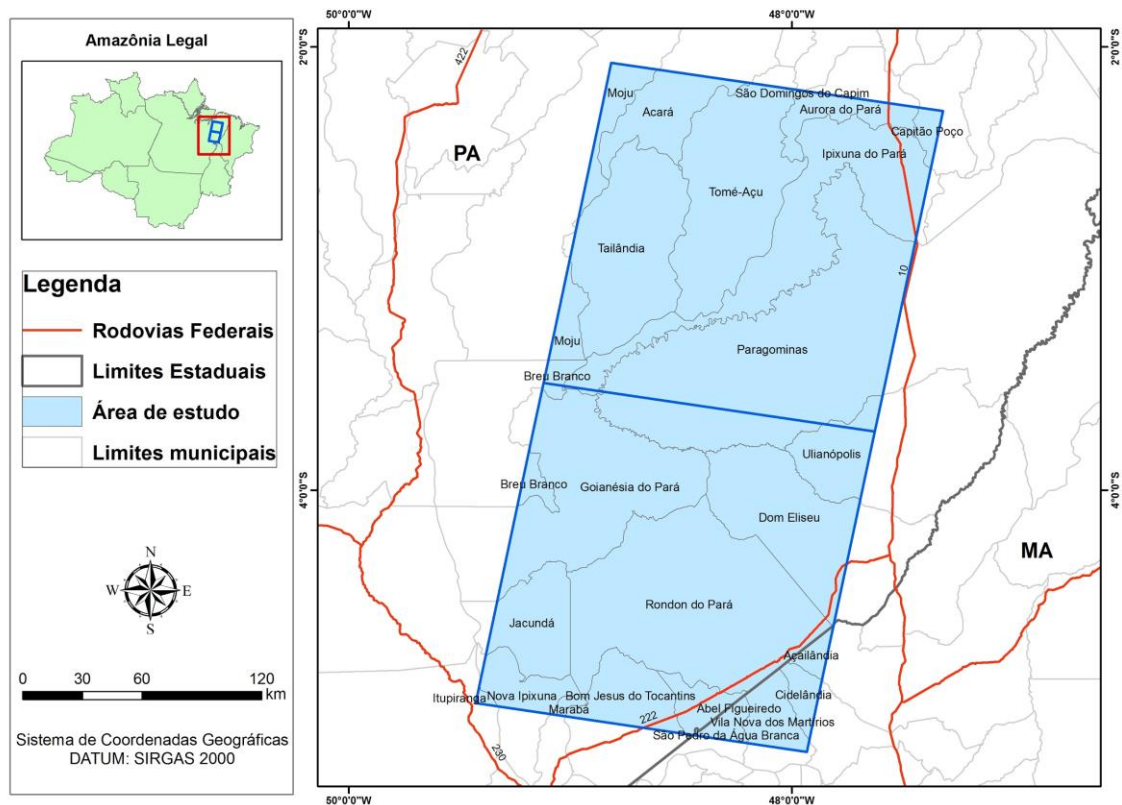 Amazônia Legal
Legenda
Rodovias Federais
Limites Estaduais
Área de estudo
Limites municipais
N
W E
S
0 30 60 120
km
Sistema de Coordenadas Geográficas
DATUM: SIRGAS 2000
50°0'0"W 48°0'0"W
2°0'0"S 2°0'0"S
422
Moju
São Domingos do Capim
Acará
Aurora do Pará
Capitão Poço
PA
Ipixuna do Pará
Tomé-Açu
Tailândia
10
Moju
Paragominas
Breu Branco
Ulianópolis
Breu Branco
Goianésia do Pará
4°0'0"S 4°0'0"S
Dom Eliseu
MA
Rondon do Pará
Jacundá
Açailândia
Itupiranga
Nova Ipixuna
Bom Jesus do Tocantins
Cidelândia
Marabá
Abel Figueiredo
222
Vila Nova dos Martírios
São Pedro da Água Branca
230
50°0'0"W 48°0'0"W